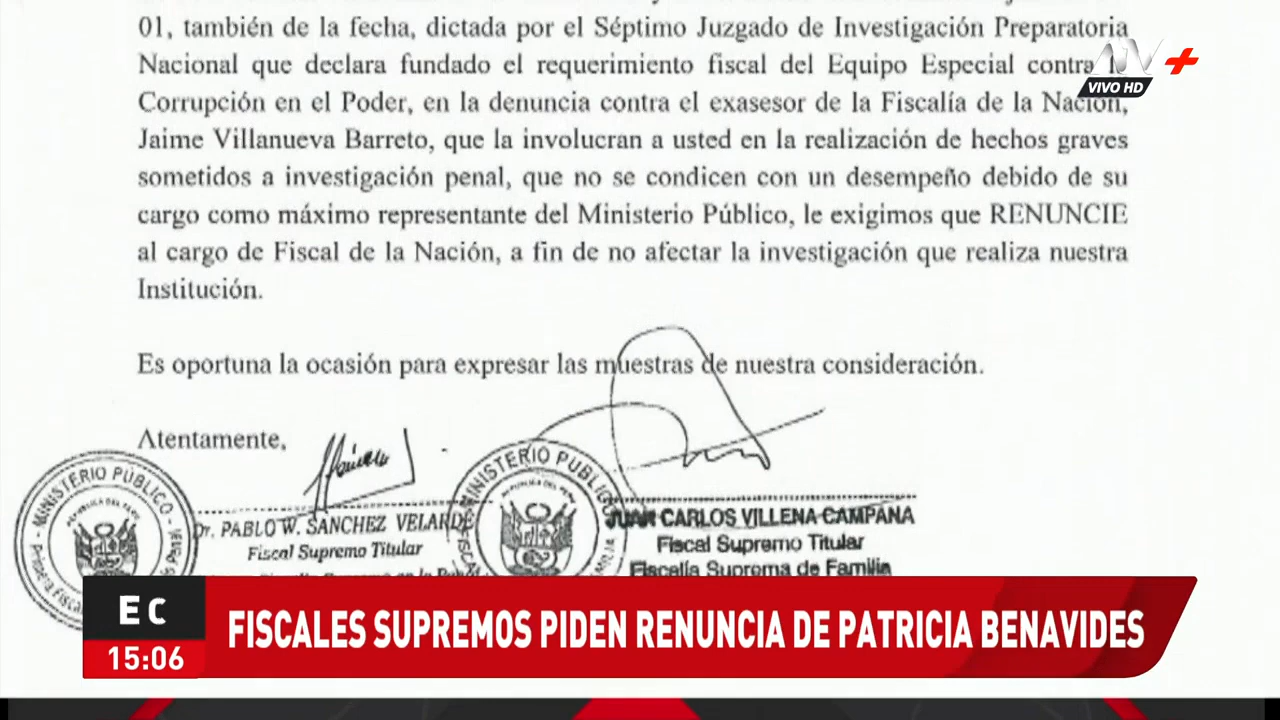 01, también de la fecha, dictada por el Séptimo Juzgado de Investigación Preparatoria
Nacional que declara fundado el requerimiento fiscal del Equipo Especial contra
Corrupción en el Poder, en la denuncia contra el exasesor de la Fiscalía de la Nación,
Jaime Villanueva Barreto, que la involucran a usted en la realización de hechos graves
sometidos a investigación penal, que no se condicen con un desempeño debido de su
cargo como máximo representante del Ministerio Público, le exigimos que RENUNCIE
al cargo de Fiscal de la Nación, a fin de no afectar la investigación que realiza nuestra
Institución.
ATV+
VIVO HD
Es oportuna la ocasión para expresar las muestras de nuestra consideración.
Atentamente,
MINISTERIO PÚBLICO
REPUBLICA DEL PERU
Dr. PABLO W. SÁNCHEZ VELARDE
Fiscal Supremo Titular
MINISTERIO PÚBLICO
JUAN CARLOS VILLENA CAMPANA
Fiscal Supremo Titular
Fiscalía Suprema de Familia
EC
15:06
FISCALES SUPREMOS PIDEN RENUNCIA DE PATRICIA BENAVIDES